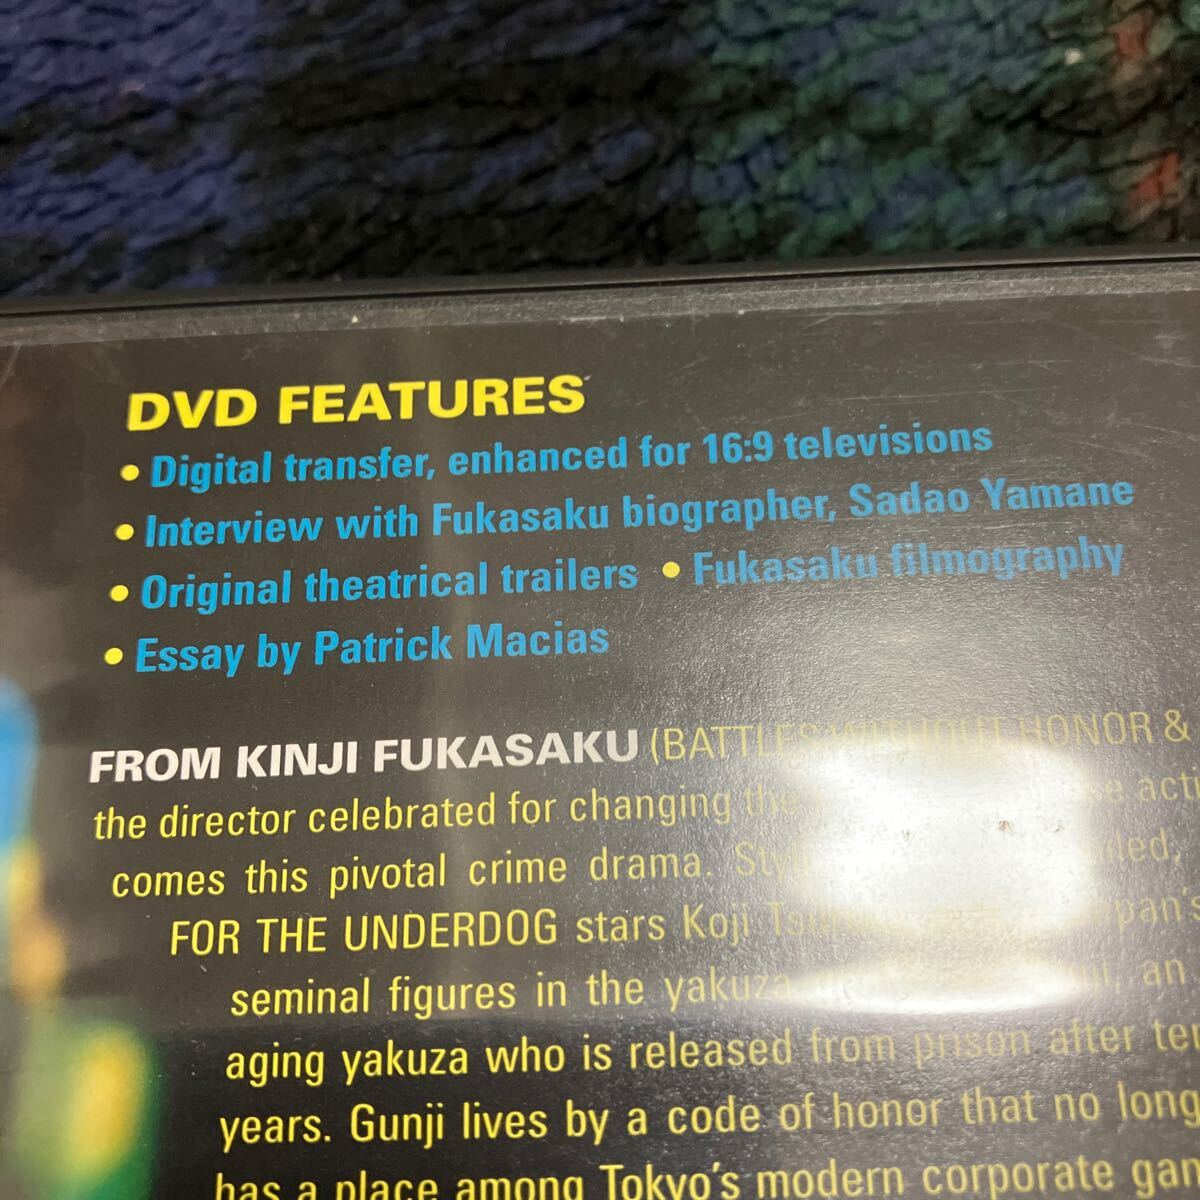 DVD FEATURES
• Digital transfer, enhanced for 16:9 televisions
• Interview with Fukasaku biographer, Sadao Yamane
• Original theatrical trailers • Fukasaku filmography
• Essay by Patrick Macias
FROM KINJI FUKASAKU (BATTLES WITHOUT HONOR &
the director celebrated for changing the
comes this pivotal crime drama.
FOR THE UNDERDOG stars Koji
seminal figures in the yakuza an
aging yakuza who is released from prison after
years. Gunji lives by a code of honor that no
has a place among Tokyo's modern corporate